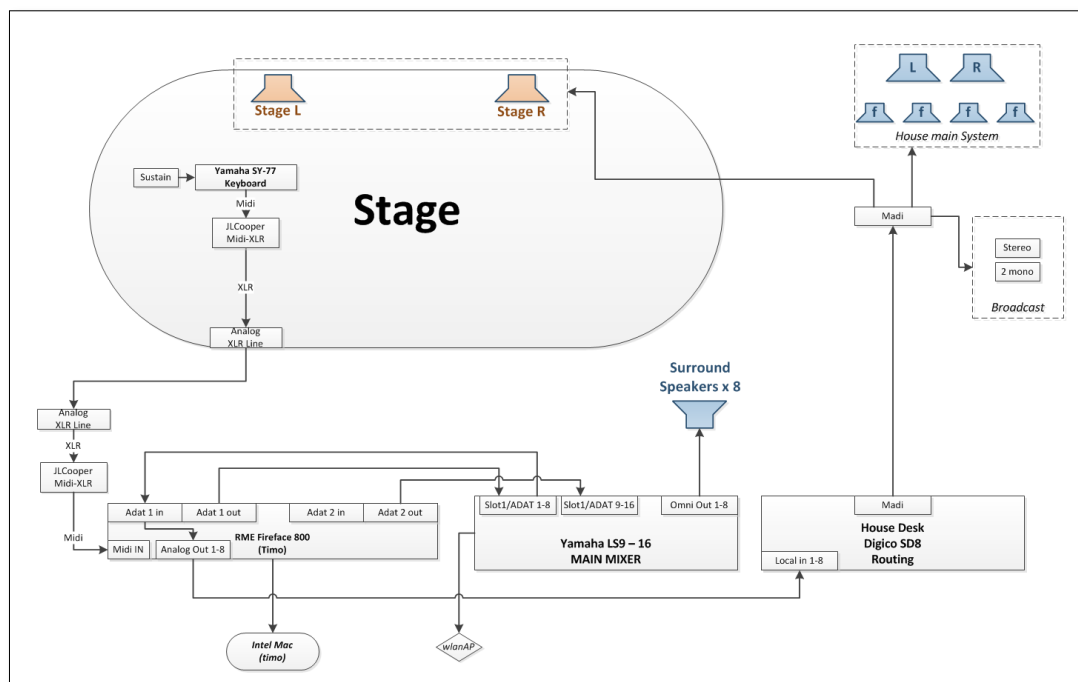 L
R
f
f
f
f
House main System
Stage L
Stage R
Sustain
Yamaha SY-77
Keyboard
Midi
JLCooper
Midi-XLR
XLR
Analog
XLR Line
Stage
Madi
Stereo
2 mono
Broadcast
Surround
Speakers x 8
Analog
XLR Line
XLR
JLCooper
Midi-XLR
Midi
Adat 1 in
Adat 1 out
Adat 2 in
Adat 2 out
RME Fireface 800
(Timo)
Midi IN
Analog Out 1-8
Slot1/ADAT 1-8
Slot1/ADAT 9-16
Omni Out 1-8
Yamaha LS9 – 16
MAIN MIXER
Madi
House Desk
Digico SD8
Routing
Local in 1-8
Intel Mac
(timo)
wlanAP